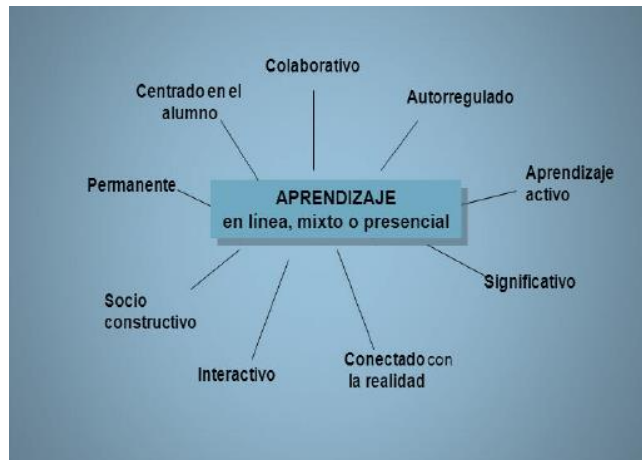 Colaborativo
Centrado en el
alumno
Autorregulado
Permanente
APRENDIZAJE
en línea, mixto o presencial
Aprendizaje
activo
Significativo
Socio
constructivo
Interactivo
Conectado con
la realidad